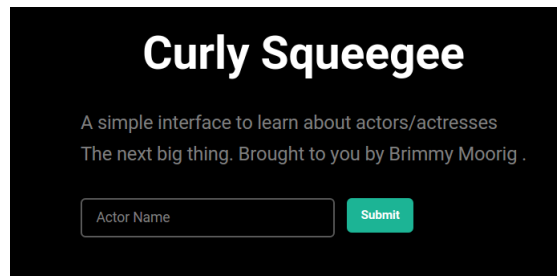 Curly Squeegee
A simple interface to learn about actors/actresses
The next big thing. Brought to you by Brimmy Moorig .
Actor Name
Submit